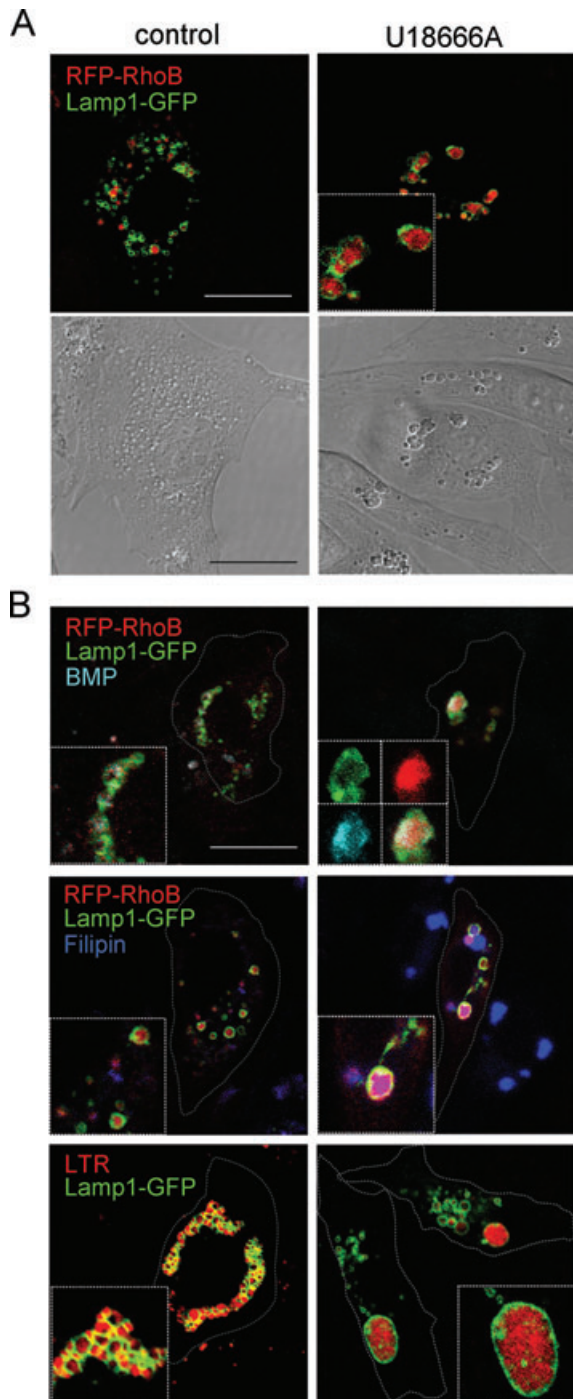 A
control
U18666A
RFP-RhoB
Lamp1-GFP
B
RFP-RhoB
Lamp1-GFP
BMP
RFP-RhoB
Lamp1-GFP
Filipin
LTR
Lamp1-GFP